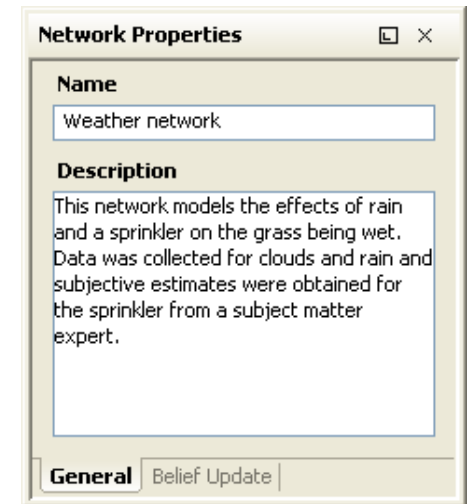 Network Properties
Name
Weather network
Description
This network models the effects of rain
and a sprinkler on the grass being wet.
Data was collected for clouds and rain and
subjective estimates were obtained for
the sprinkler from a subject matter
expert.
General Belief Update